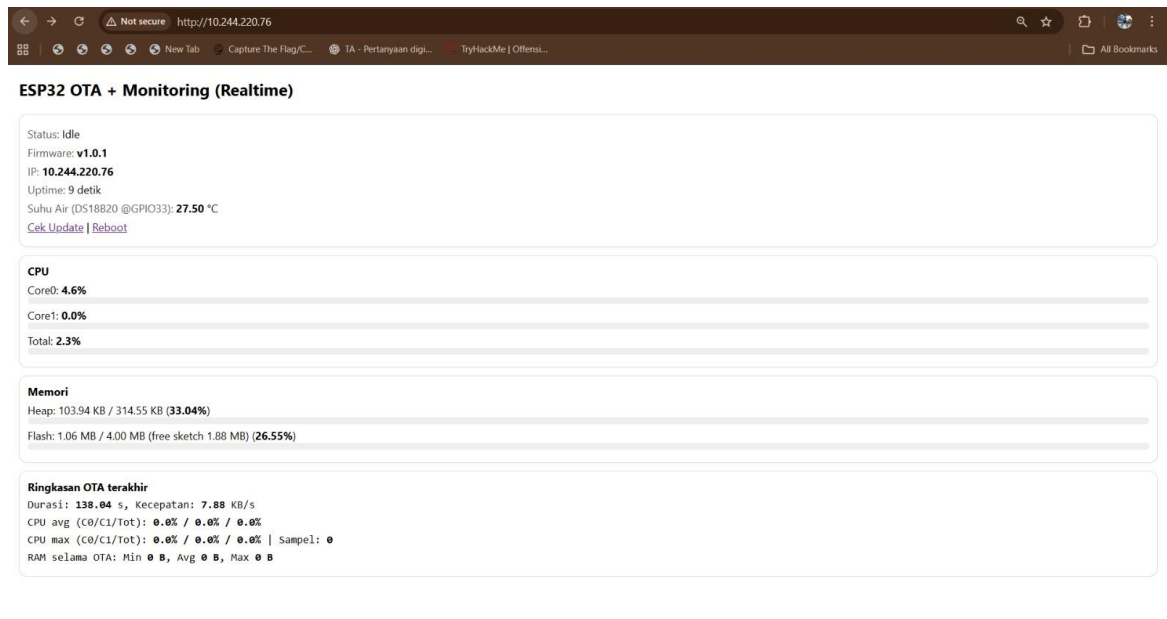 Not secure http://10.244.220.76
New Tab Capture The Flag/C... TA - Pertanyaan digi... TryHackMe | Offensi... All Bookmarks
ESP32 OTA + Monitoring (Realtime)
Status: Idle
Firmware: v1.0.1
IP: 10.244.220.76
Uptime: 9 detik
Suhu Air (DS18B20 @GPIO33): 27.50 °C
Cek Update | Reboot
CPU
Core0: 4.6%
Core1: 0.0%
Total: 2.3%
Memori
Heap: 103.94 KB / 314.55 KB (33.04%)
Flash: 1.06 MB / 4.00 MB (free sketch 1.88 MB) (26.55%)
Ringkasan OTA terakhir
Durasi: 138.04 s, Kecepatan: 7.88 KB/s
CPU avg (C0/C1/Tot): 0.0% / 0.0% / 0.0%
CPU max (C0/C1/Tot): 0.0% / 0.0% / 0.0% | Sampel: 0
RAM selama OTA: Min 0 B, Avg 0 B, Max 0 B